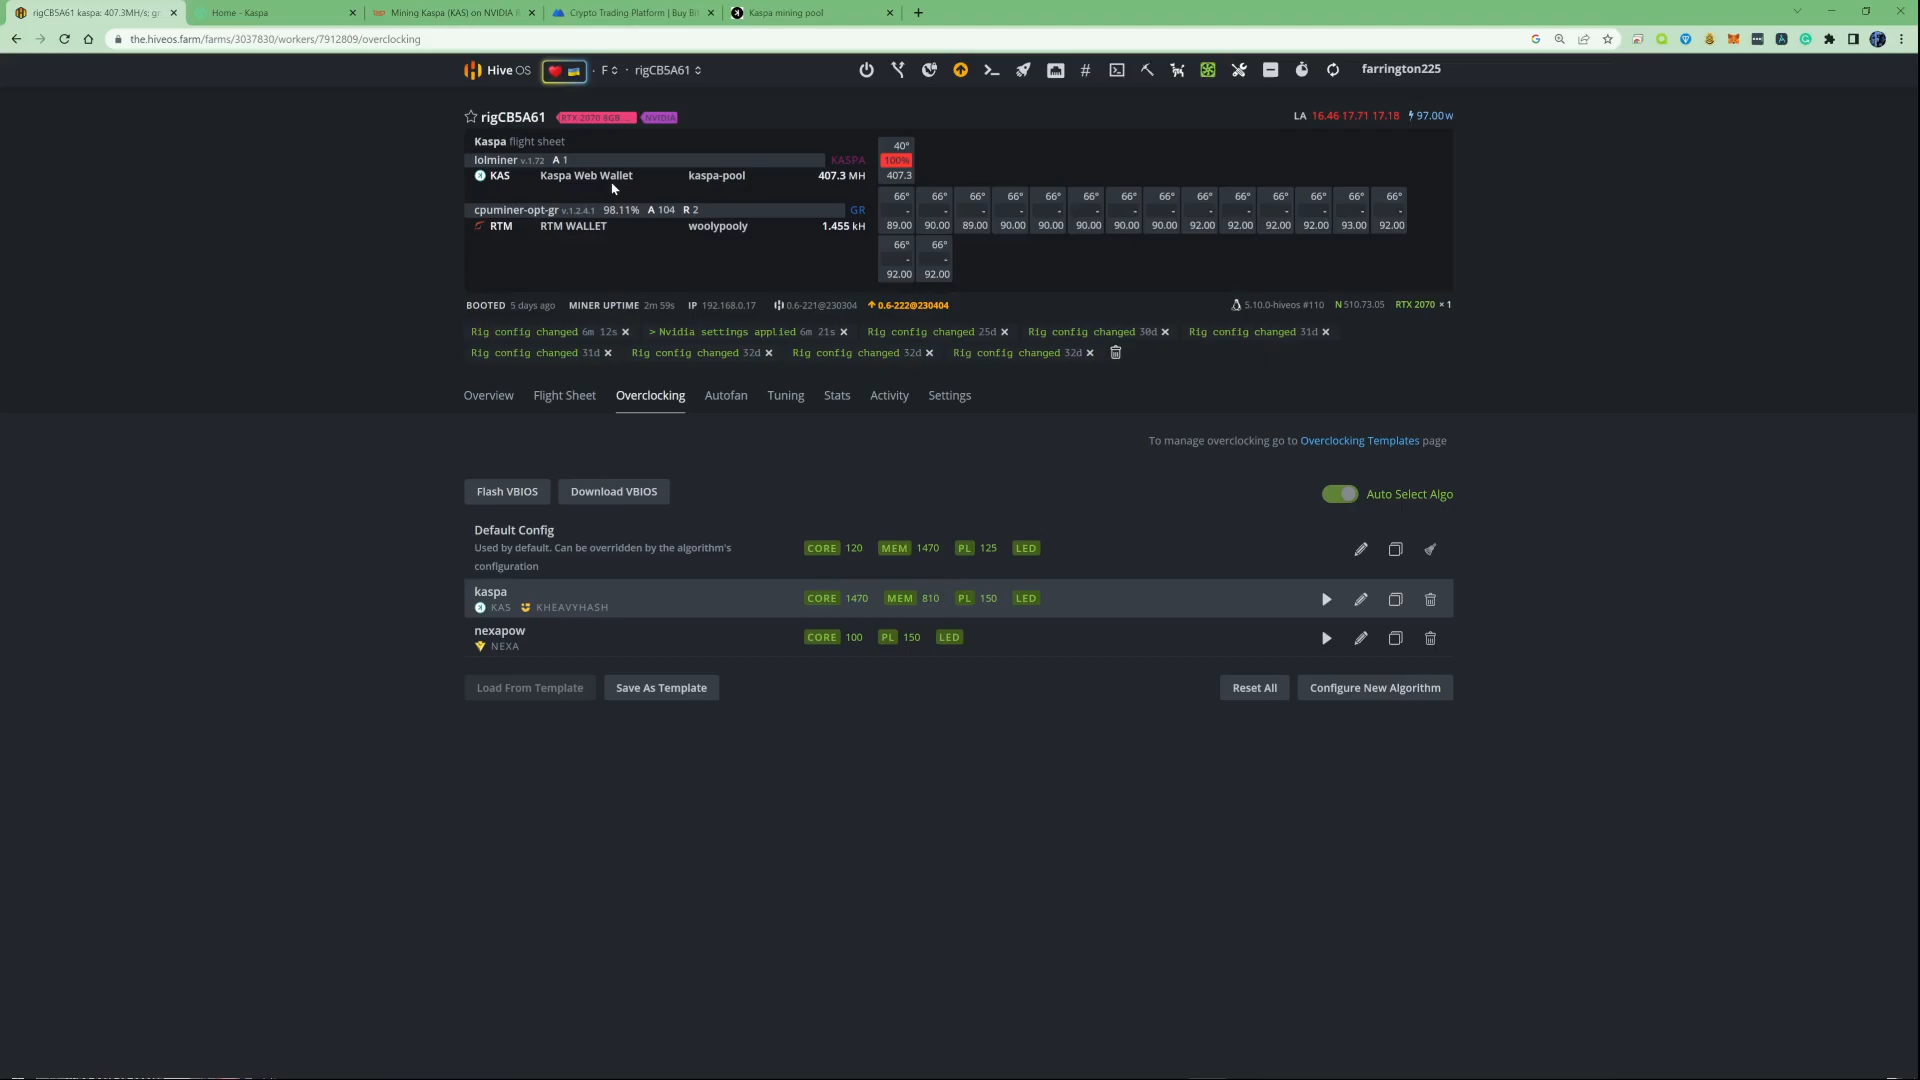 rigCB5A61 kaspa: 407.3MH/s; gr
Home - Kaspa
Mining Kaspa (KAS) on NVIDIA R
Crypto Trading Platform | Buy Bit
Kaspa mining pool
the.hiveos.farm/farms/3037830/workers/7912809/overclocking
Hive OS
F
rigCB5A61
farrington225
rigCB5A61 RTX 2070 8GB ... NVIDIA
LA 16.46 17.71 17.18 97.00 W
Kaspa flight sheet
lolminer v.1.72 A 1 KASPA
KAS Kaspa Web Wallet kaspa-pool 407.3 MH
40°
100%
407.3
cpuminer-opt-gr v.1.2.4.1 98.11% A 104 R 2 GR
RTM RTM WALLET woolypooly 1.455 kH
66° 66° 66° 66° 66° 66° 66° 66° 66° 66° 66° 66° 66° 66°
- - - - - - - - - - - - - -
89.00 90.00 89.00 90.00 90.00 90.00 90.00 90.00 92.00 92.00 92.00 92.00 93.00 92.00
66° 66°
- -
92.00 92.00
BOOTED 5 days ago MINER UPTIME 2m 59s IP 192.168.0.17 0.6-221@230304 0.6-222@230404
5.10.0-hiveos #110 N 510.73.05 RTX 2070 × 1
Rig config changed 6m 12s > Nvidia settings applied 6m 21s Rig config changed 25d Rig config changed 30d Rig config changed 31d
Rig config changed 31d Rig config changed 32d Rig config changed 32d Rig config changed 32d
Overview Flight Sheet Overclocking Autofan Tuning Stats Activity Settings
To manage overclocking go to Overclocking Templates page
Flash VBIOS Download VBIOS Auto Select Algo
Default Config
Used by default. Can be overridden by the algorithm's
configuration
CORE 120 MEM 1470 PL 125 LED
kaspa
KAS KHEAVYHASH
CORE 1470 MEM 810 PL 150 LED
nexapow
NEXA
CORE 100 PL 150 LED
Load From Template Save As Template Reset All Configure New Algorithm